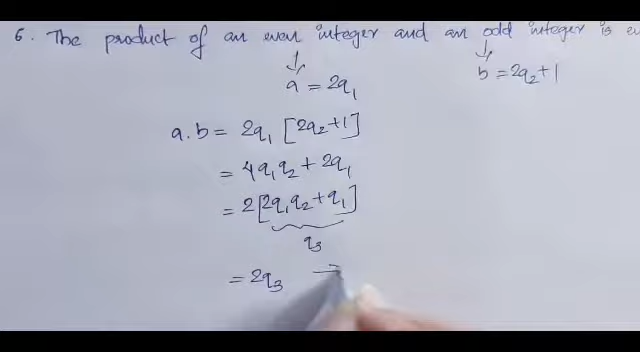 6. The product of an even integer and an odd integer is
a = 2q₁
b = 2q₂+1
a.b = 2q₁ [2q₂+1]
= 4q₁q₂ + 2q₁
= 2[2q₁q₂+q₁]
q₃
= 2q₃ →